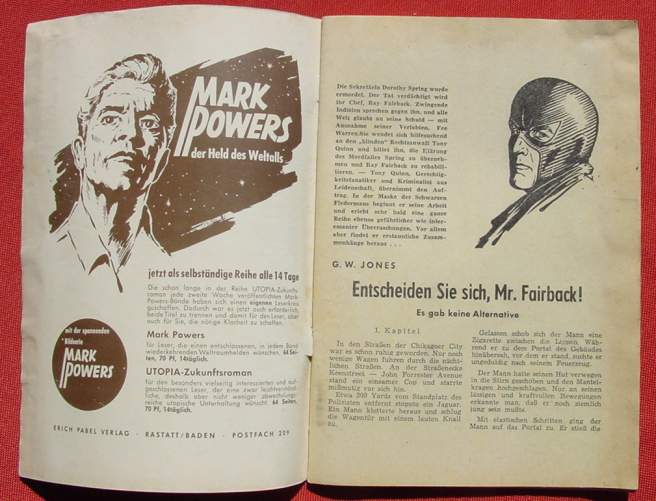 MARK
POWERS
der Held des Weltalls
jetzt als selbständige Reihe alle 14 Tage
Die schon lange in der Reihe UTOPIA-Zukunfts-
roman jede zweite Woche veröffentlichten Mark-
Powers-Bände haben sich einen eigenen Leserkreis
geschaffen. Dadurch war es jetzt auch erforderlich,
beide Titel zu trennen und damit für den Leser, aber
auch für Sie, die nötige Klarheit zu schaffen.
mit der spannenden
Bildserie
MARK
POWERS
Mark Powers
für Leser, die einen entschlossenen, in jedem Band
wiederkehrenden Weltraumhelden wünschen, 64 Sei-
ten, 70 Pf, 14täglich.
UTOPIA-Zukunftsroman
für den besonders vielseitig interessierten und auf-
geschlossenen Leser, der eine zwar leichtverständ-
liche, deshalb aber nicht weniger abwechslungs-
reiche utopische Unterhaltung wünscht. 64 Seiten,
70 Pf, 14täglich.
ERICH PABEL VERLAG · RASTATT/BADEN · POSTFACH 209
Die Sekretärin Dorothy Spring wurde
ermordet. Der Tat verdächtigt wird
ihr Chef, Ray Fairback. Zwingende
Indizien sprechen gegen ihn, und alle
Welt glaubt an seine Schuld — mit
Ausnahme seiner Verlobten. Fee
Warren. Sie wendet sich hilfesuchend
an den „blinden" Rechtsanwalt Tony
Quinn und bittet ihn, die Klärung
des Mordfalles Spring zu überneh-
men und Ray Fairback zu rehabili-
tieren. — Tony Quinn, Gerechtig-
keitsfanatiker und Kriminalist aus
Leidenschaft, übernimmt den Auf-
trag. In der Maske der Schwarzen
Fledermaus beginnt er seine Arbeit
und erlebt sehr bald eine ganze
Reihe ebenso gefährlicher wie inter-
essanter Überraschungen. Vor allem
aber findet er erstaunliche Zusam-
menhänge heraus . . .
G. W. JONES
Entscheiden Sie sich, Mr. Fairback!
Es gab keine Alternative
1. Kapitel
In den Straßen der Chikagoer City
war es schon ruhig geworden. Nur noch
wenige Wagen fuhren durch die nächt-
lichen Straßen. An der Straßenecke
Keenstreet — John Forrester Avenue
stand ein einsamer Cop und starrte
mißmutig vor sich hin.
Etwa 200 Yards vom Standplatz des
Polizisten entfernt stoppte ein Jaguar.
Ein Mann kletterte heraus und schlug
die Wagentür mit einem lauten Knall
zu.
Gelassen schob sich der Mann eine
Zigarette zwischen die Lippen. Wäh-
rend er zu dem Portal des Gebäudes
hinübersah, vor dem er stand, suchte er
ungeduldig nach seinem Feuerzeug.
Der Mann hatte seinen Hut verwegen
in die Stirn geschoben und den Mantel-
kragen hochgeschlagen. Nur an seinen
lässigen und kraftvollen Bewegungen
erkannte man, daß er noch ziemlich
jung sein mußte.
Mit elastischen Schritten ging der
Mann auf das Portal zu. Er stieß die